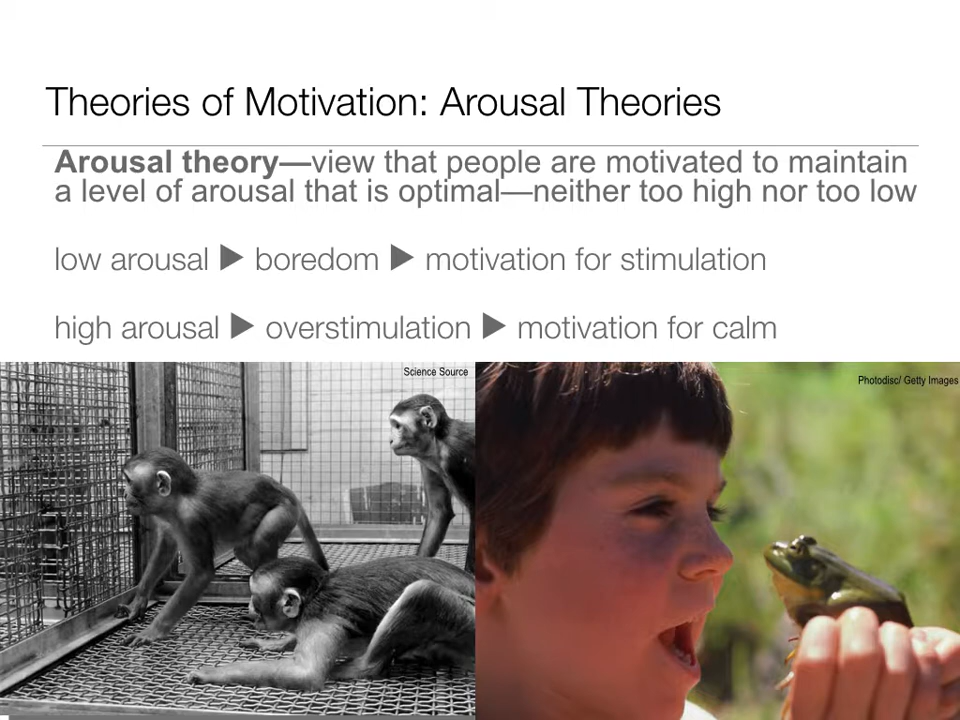 Theories of Motivation: Arousal Theories
Arousal theory—view that people are motivated to maintain
a level of arousal that is optimal—neither too high nor too low
low arousal ▶ boredom ▶ motivation for stimulation
high arousal ▶ overstimulation ▶ motivation for calm
Science Source
Photodisc/ Getty Images